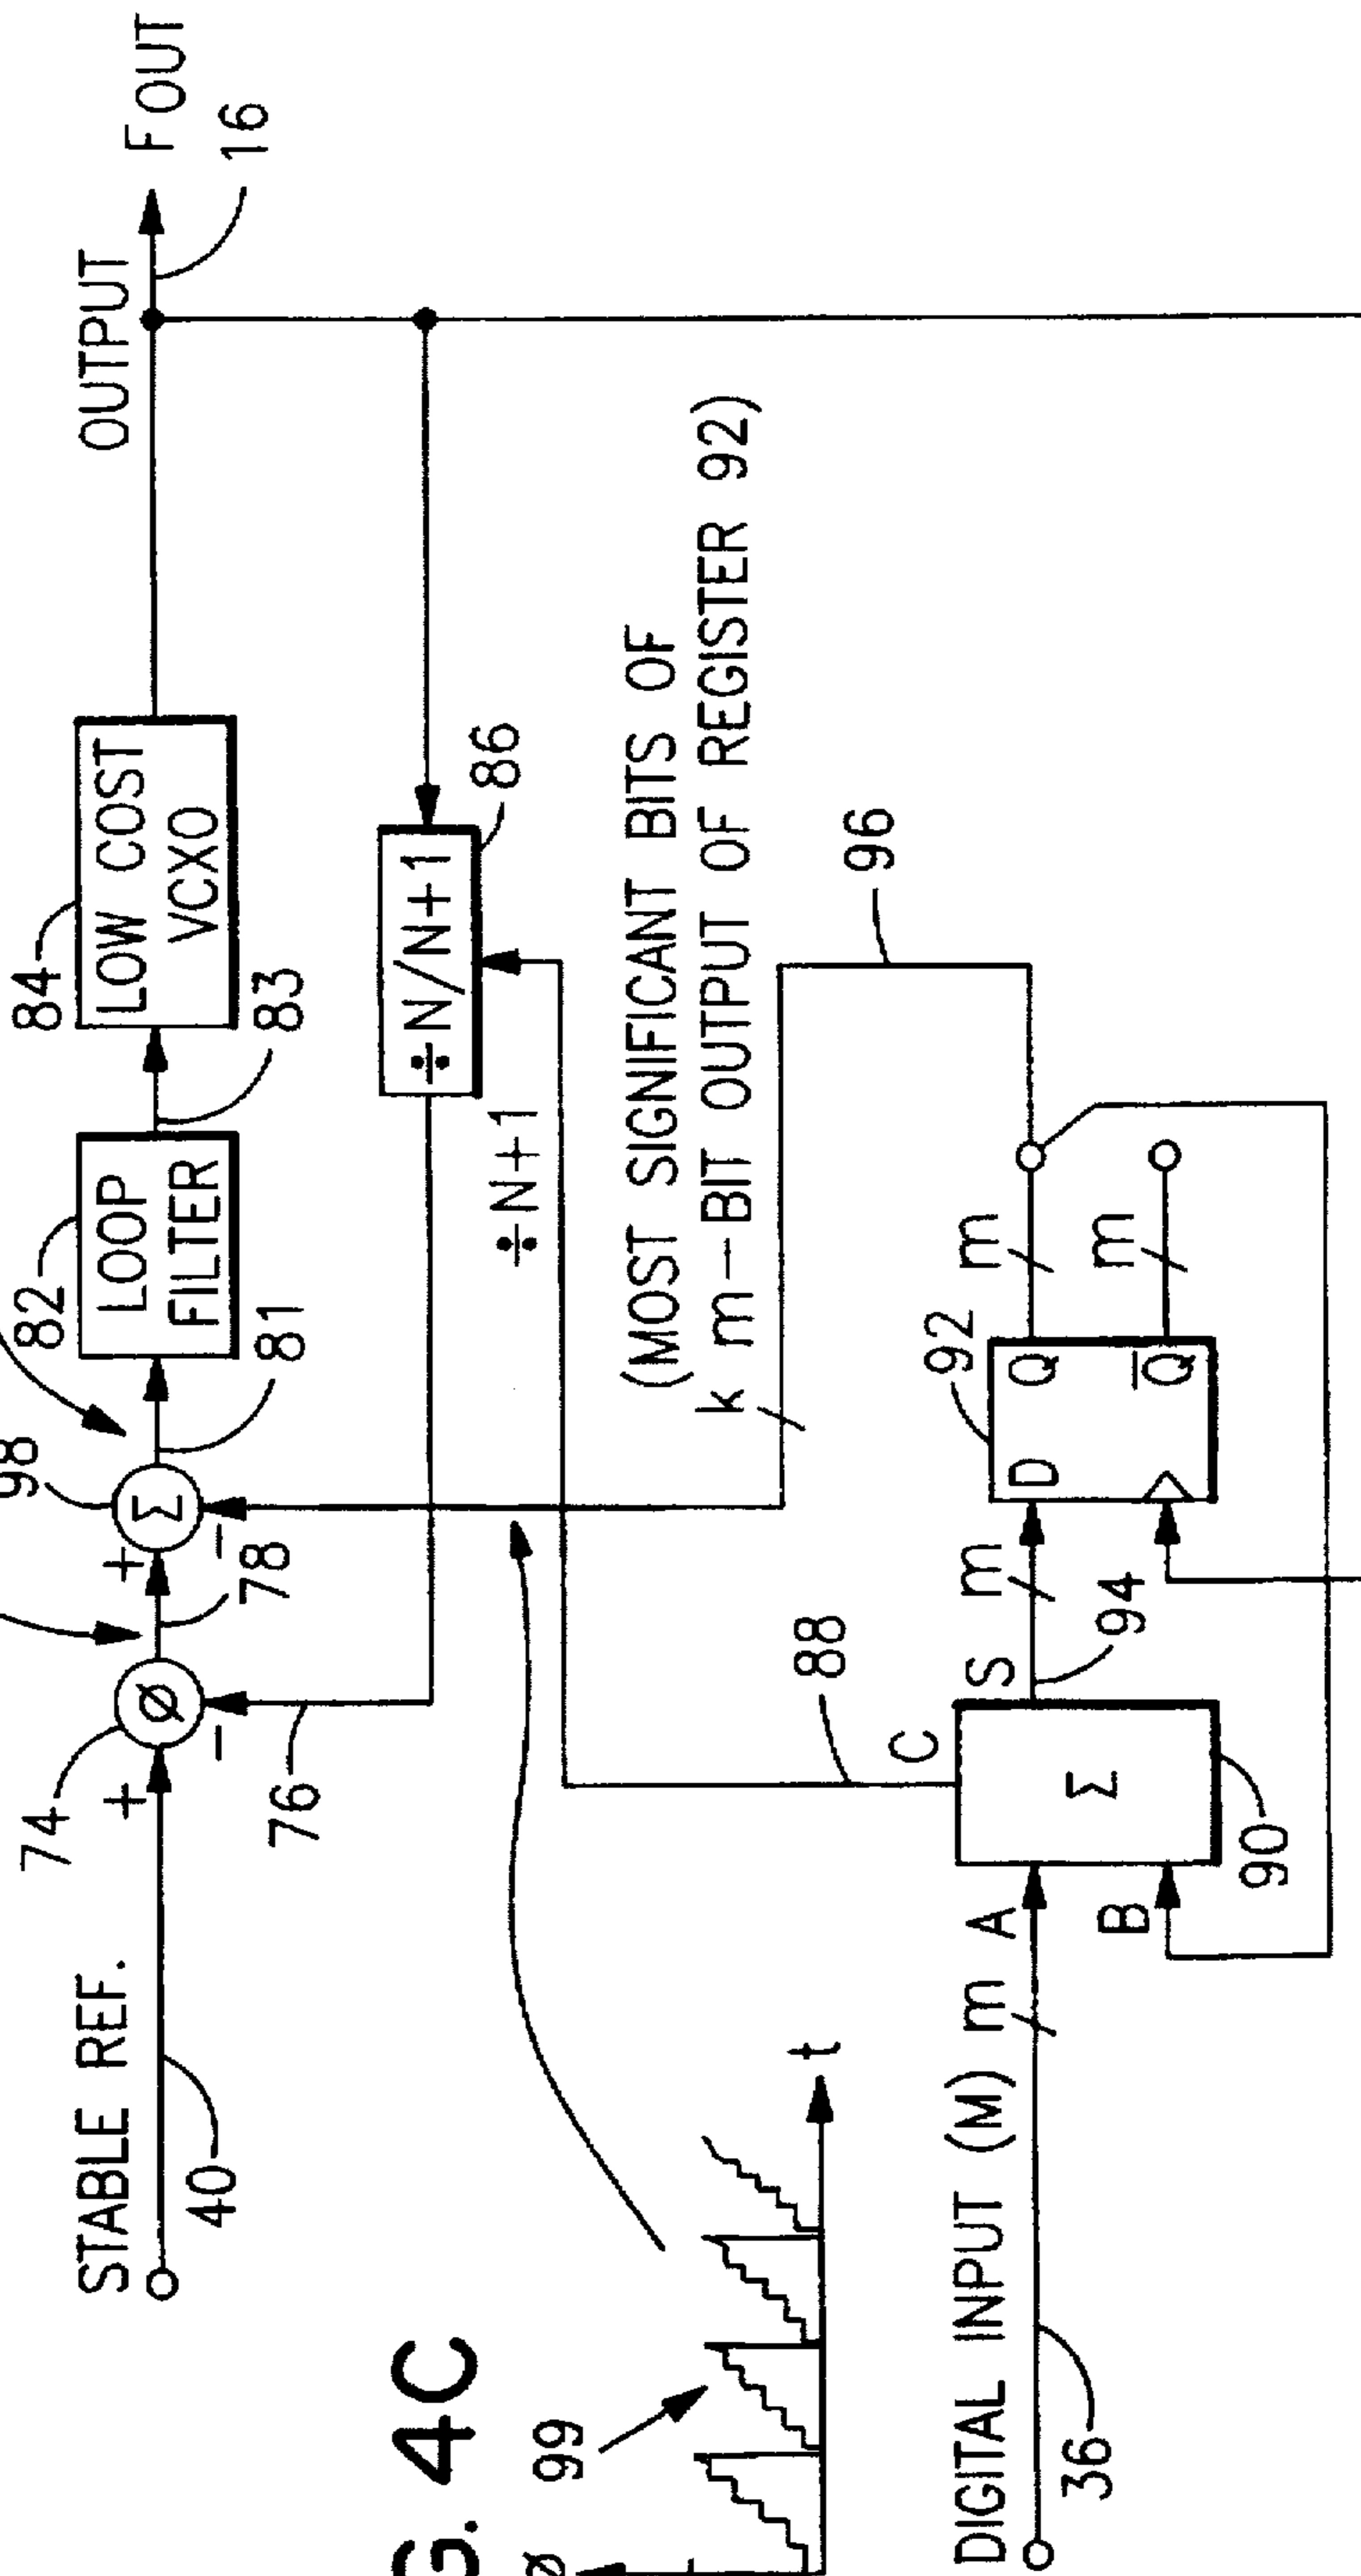 OUTPUT
FOUT
16
84
LOW COST
VCXO
83
82
LOOP
FILTER
81
98
Σ
+
−
78
74
Ø
+
−
76
STABLE REF.
40
÷N/N+1
86
÷N+1
(MOST SIGNIFICANT BITS OF
m-BIT OUTPUT OF REGISTER 92)
k
96
88
G. 4C
Ø
99
t
DIGITAL INPUT (M)
36
m
A
B
C
S
Σ
90
94
m
92
D
Q
Q̅
m
m